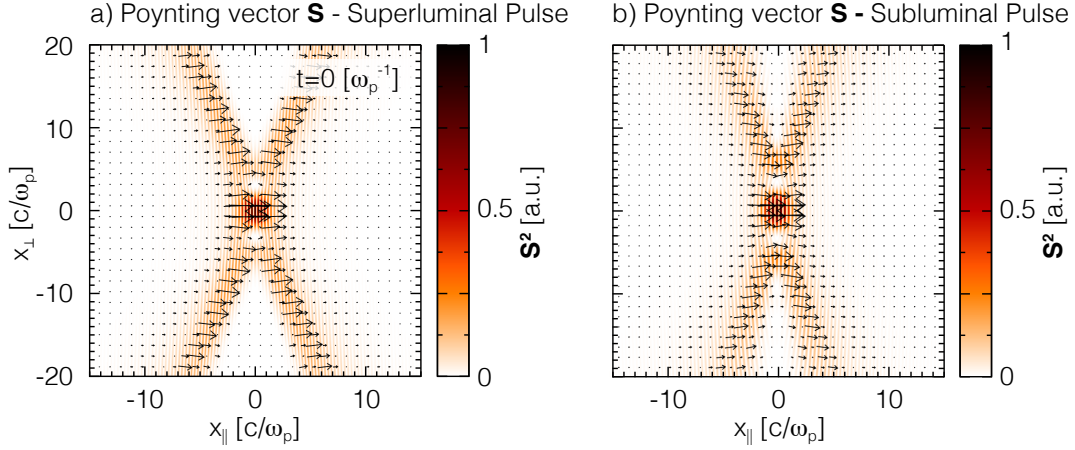 a) Poynting vector S - Superluminal Pulse
b) Poynting vector S - Subluminal Pulse
t=0 [ωp⁻¹]
20
10
0
-10
-20
x⊥ [c/ωp]
-10
0
10
x∥ [c/ωp]
1
0.5
0
S² [a.u.]
-10
0
10
x∥ [c/ωp]
1
0.5
0
S² [a.u.]